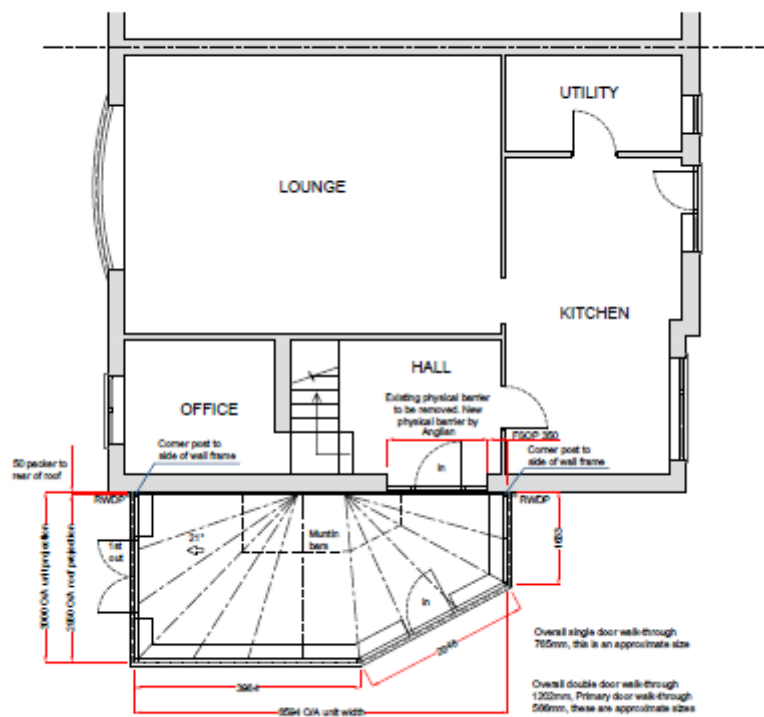 UTILITY
LOUNGE
KITCHEN
HALL
Existing physical barrier
to be removed. New
physical barrier by
Anglian
OFFICE
FSOP 350
Corner post to
side of wall frame
Corner post to
side of wall frame
50 packer to
rear of roof
in
RWDP
RWDP
1st
out
21°
Muntin
bars
in
O/A unit projection
O/A roof projection
Overall single door walk-through
765mm, this is an approximate size
O/A unit width
Overall double door walk-through
1202mm, Primary door walk-through
566mm, these are approximate sizes